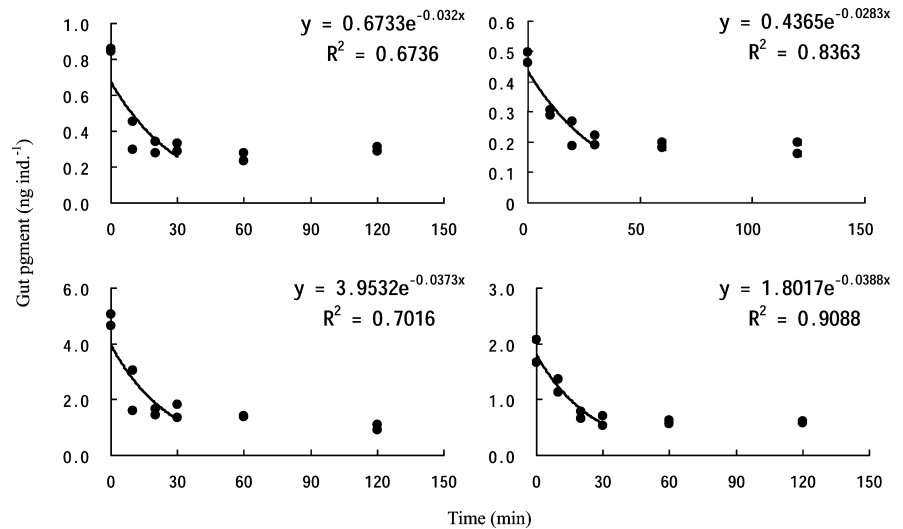 y = 0.6733e^-0.032x
R² = 0.6736
1.0
0.8
0.6
0.4
0.2
0.0
0 30 60 90 120 150
y = 0.4365e^-0.0283x
R² = 0.8363
0.6
0.5
0.4
0.3
0.2
0.1
0
0 50 100 150
Gut pgment (ng ind.⁻¹)
y = 3.9532e^-0.0373x
R² = 0.7016
6.0
4.0
2.0
0.0
0 30 60 90 120 150
y = 1.8017e^-0.0388x
R² = 0.9088
3.0
2.0
1.0
0.0
0 30 60 90 120 150
Time (min)